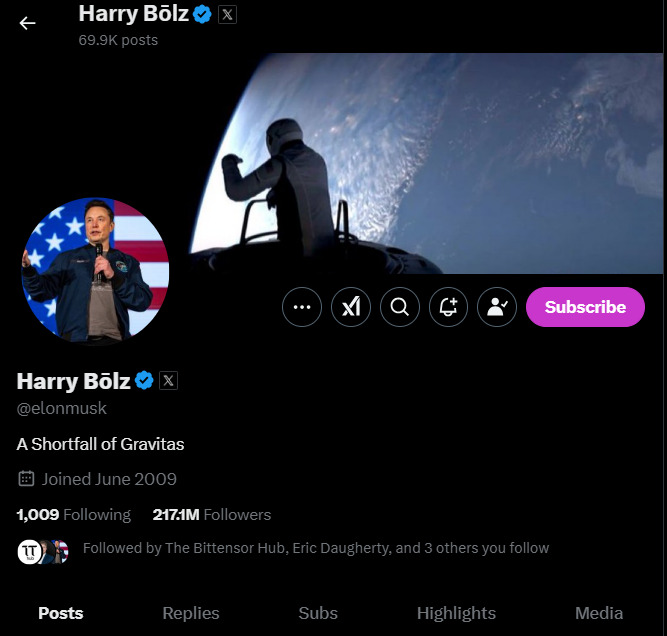 Harry Bōlz
69.9K posts
Subscribe
Harry Bōlz
@elonmusk
A Shortfall of Gravitas
Joined June 2009
1,009 Following 217.1M Followers
Followed by The Bittensor Hub, Eric Daugherty, and 3 others you follow
Posts Replies Subs Highlights Media